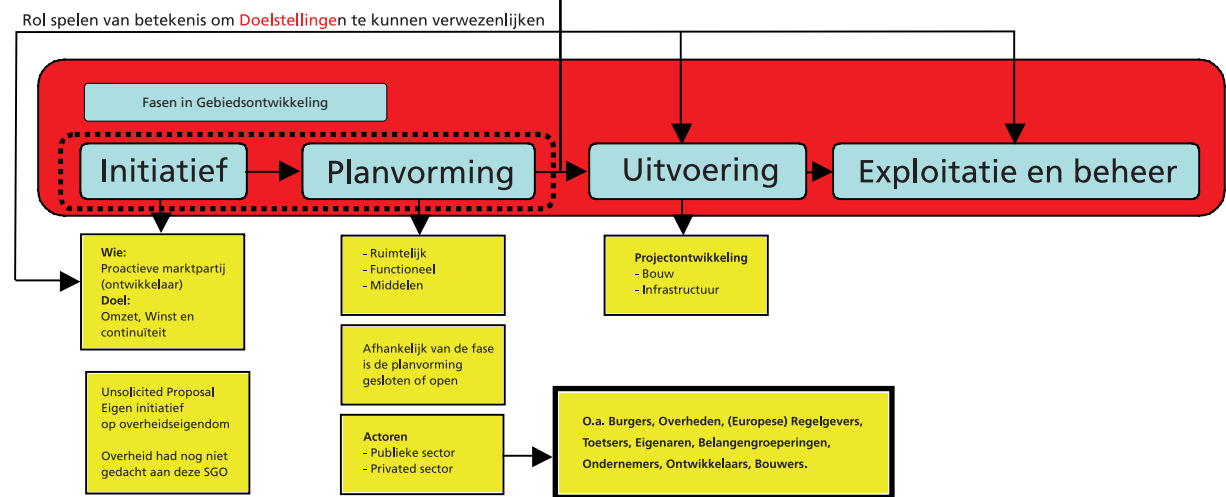 Rol spelen van betekenis om Doelstellingen te kunnen verwezenlijken
Fasen in Gebiedsontwikkeling
Initiatief
Planvorming
Uitvoering
Exploitatie en beheer
Wie:
Proactieve marktpartij
(ontwikkelaar)
Doel:
Omzet, Winst en
continuïteit
Unsolicited Proposal
Eigen initiatief
op overheidseigendom
Overheid had nog niet
gedacht aan deze SGO
- Ruimtelijk
- Functioneel
- Middelen
Afhankelijk van de fase
is de planvorming
gesloten of open
Actoren
- Publieke sector
- Privated sector
Projectontwikkeling
- Bouw
- Infrastructuur
O.a. Burgers, Overheden, (Europese) Regelgevers,
Toetsers, Eigenaren, Belangengroeperingen,
Ondernemers, Ontwikkelaars, Bouwers.